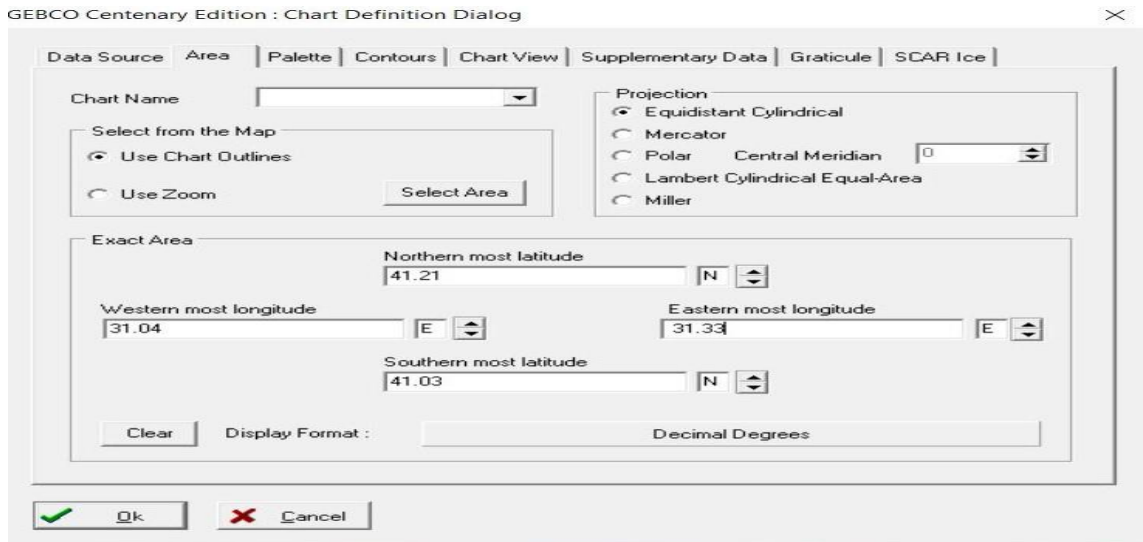 GEBCO Centenary Edition : Chart Definition Dialog
Data Source Area Palette Contours Chart View Supplementary Data Graticule SCAR Ice
Chart Name
Select from the Map
Use Chart Outlines
Use Zoom
Select Area
Projection
Equidistant Cylindrical
Mercator
Polar Central Meridian 0
Lambert Cylindrical Equal-Area
Miller
Exact Area
Northern most latitude
41.21 N
Western most longitude
31.04 E
Eastern most longitude
31.33 E
Southern most latitude
41.03 N
Clear Display Format : Decimal Degrees
Ok Cancel